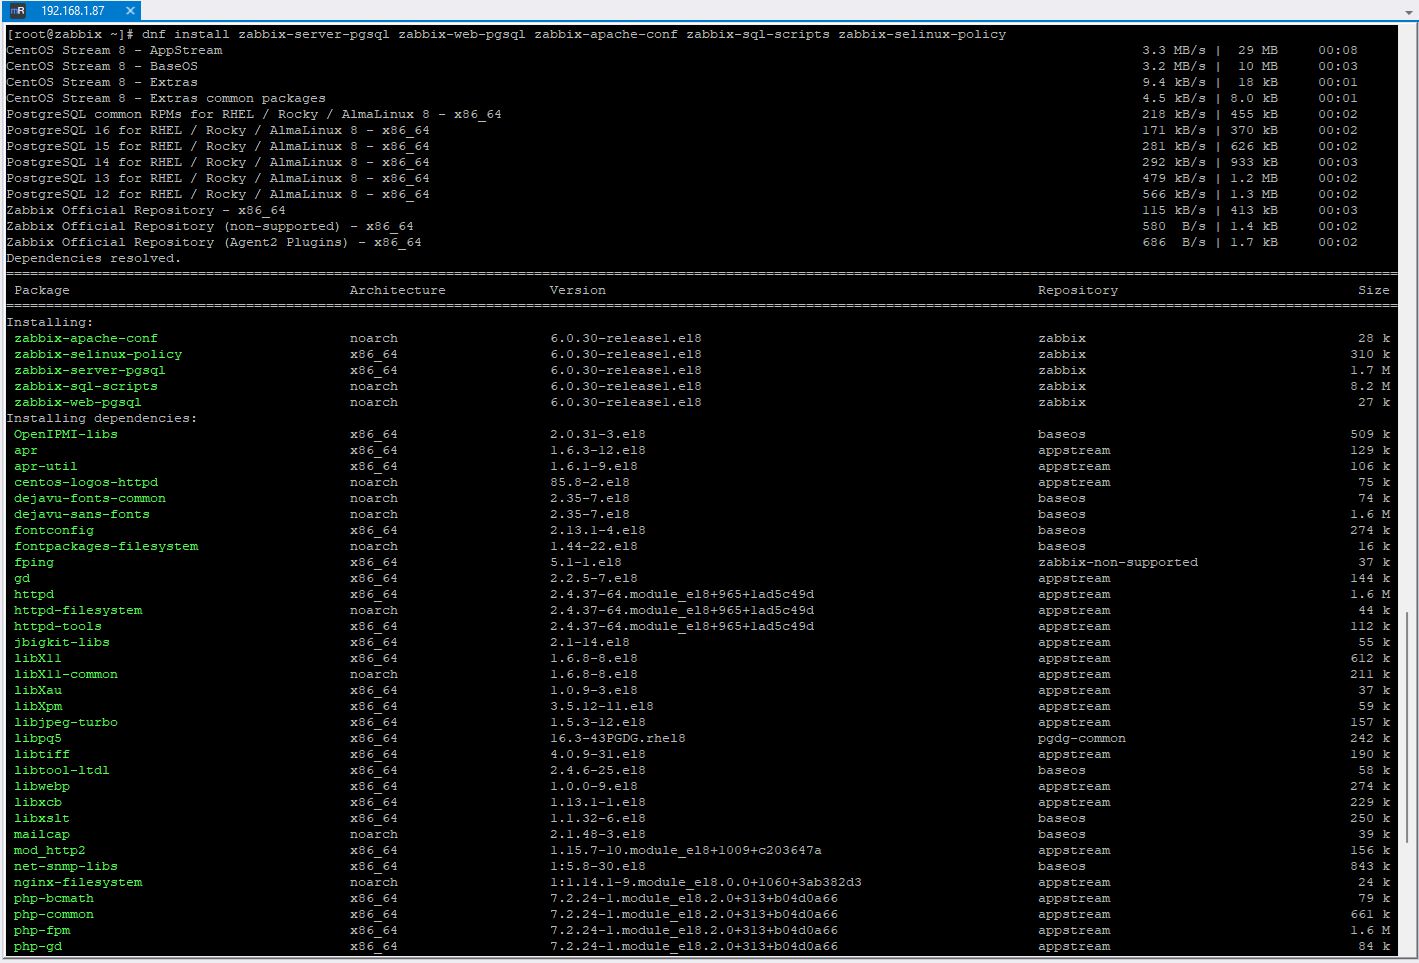 mR 192.168.1.87 ×
[root@zabbix ~]# dnf install zabbix-server-pgsql zabbix-web-pgsql zabbix-apache-conf zabbix-sql-scripts zabbix-selinux-policy
CentOS Stream 8 - AppStream 3.3 MB/s | 29 MB 00:08
CentOS Stream 8 - BaseOS 3.2 MB/s | 10 MB 00:03
CentOS Stream 8 - Extras 9.4 kB/s | 18 kB 00:01
CentOS Stream 8 - Extras common packages 4.5 kB/s | 8.0 kB 00:01
PostgreSQL common RPMs for RHEL / Rocky / AlmaLinux 8 - x86_64 218 kB/s | 455 kB 00:02
PostgreSQL 16 for RHEL / Rocky / AlmaLinux 8 - x86_64 171 kB/s | 370 kB 00:02
PostgreSQL 15 for RHEL / Rocky / AlmaLinux 8 - x86_64 281 kB/s | 626 kB 00:02
PostgreSQL 14 for RHEL / Rocky / AlmaLinux 8 - x86_64 292 kB/s | 933 kB 00:03
PostgreSQL 13 for RHEL / Rocky / AlmaLinux 8 - x86_64 479 kB/s | 1.2 MB 00:02
PostgreSQL 12 for RHEL / Rocky / AlmaLinux 8 - x86_64 566 kB/s | 1.3 MB 00:02
Zabbix Official Repository - x86_64 115 kB/s | 413 kB 00:03
Zabbix Official Repository (non-supported) - x86_64 580 B/s | 1.4 kB 00:02
Zabbix Official Repository (Agent2 Plugins) - x86_64 686 B/s | 1.7 kB 00:02
Dependencies resolved.
Package Architecture Version Repository Size
Installing:
zabbix-apache-conf noarch 6.0.30-release1.el8 zabbix 28 k
zabbix-selinux-policy x86_64 6.0.30-release1.el8 zabbix 310 k
zabbix-server-pgsql x86_64 6.0.30-release1.el8 zabbix 1.7 M
zabbix-sql-scripts noarch 6.0.30-release1.el8 zabbix 8.2 M
zabbix-web-pgsql noarch 6.0.30-release1.el8 zabbix 27 k
Installing dependencies:
OpenIPMI-libs x86_64 2.0.31-3.el8 baseos 509 k
apr x86_64 1.6.3-12.el8 appstream 129 k
apr-util x86_64 1.6.1-9.el8 appstream 106 k
centos-logos-httpd noarch 85.8-2.el8 appstream 75 k
dejavu-fonts-common noarch 2.35-7.el8 baseos 74 k
dejavu-sans-fonts noarch 2.35-7.el8 baseos 1.6 M
fontconfig x86_64 2.13.1-4.el8 baseos 274 k
fontpackages-filesystem noarch 1.44-22.el8 baseos 16 k
fping x86_64 5.1-1.el8 zabbix-non-supported 37 k
gd x86_64 2.2.5-7.el8 appstream 144 k
httpd x86_64 2.4.37-64.module_el8+965+1ad5c49d appstream 1.6 M
httpd-filesystem noarch 2.4.37-64.module_el8+965+1ad5c49d appstream 44 k
httpd-tools x86_64 2.4.37-64.module_el8+965+1ad5c49d appstream 112 k
jbigkit-libs x86_64 2.1-14.el8 appstream 55 k
libX11 x86_64 1.6.8-8.el8 appstream 612 k
libX11-common noarch 1.6.8-8.el8 appstream 211 k
libXau x86_64 1.0.9-3.el8 appstream 37 k
libXpm x86_64 3.5.12-11.el8 appstream 59 k
libjpeg-turbo x86_64 1.5.3-12.el8 appstream 157 k
libpq5 x86_64 16.3-43PGDG.rhel8 pgdg-common 242 k
libtiff x86_64 4.0.9-31.el8 appstream 190 k
libtool-ltdl x86_64 2.4.6-25.el8 baseos 58 k
libwebp x86_64 1.0.0-9.el8 appstream 274 k
libxcb x86_64 1.13.1-1.el8 appstream 229 k
libxslt x86_64 1.1.32-6.el8 baseos 250 k
mailcap noarch 2.1.48-3.el8 baseos 39 k
mod_http2 x86_64 1.15.7-10.module_el8+1009+c203647a appstream 156 k
net-snmp-libs x86_64 1:5.8-30.el8 baseos 843 k
nginx-filesystem noarch 1:1.14.1-9.module_el8.0.0+1060+3ab382d3 appstream 24 k
php-bcmath x86_64 7.2.24-1.module_el8.2.0+313+b04d0a66 appstream 79 k
php-common x86_64 7.2.24-1.module_el8.2.0+313+b04d0a66 appstream 661 k
php-fpm x86_64 7.2.24-1.module_el8.2.0+313+b04d0a66 appstream 1.6 M
php-gd x86_64 7.2.24-1.module_el8.2.0+313+b04d0a66 appstream 84 k